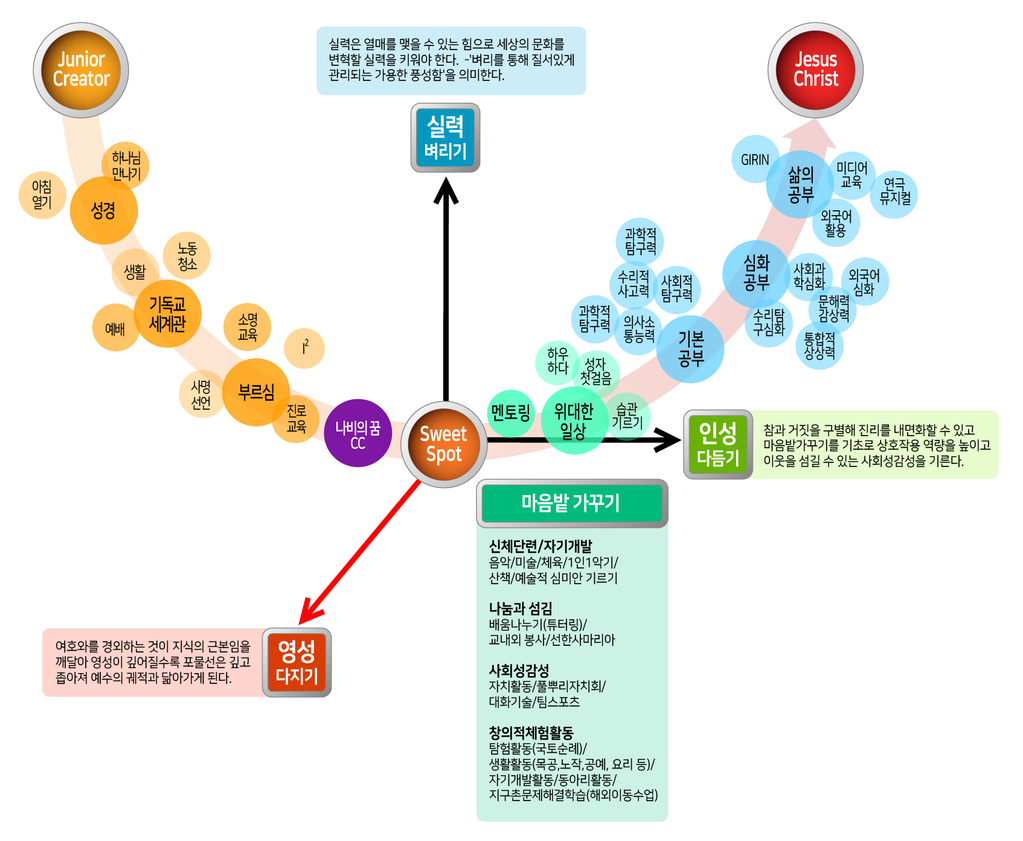 Junior
Creator
실력은 열매를 맺을 수 있는 힘으로 세상의 문화를
변혁할 실력을 키워야 한다. -'벼리를 통해 질서있게
관리되는 가용한 풍성함'을 의미한다.
Jesus
Christ
실력
벼리기
하나님
만나기
아침
열기
성경
생활
노동
청소
기독교
세계관
예배
소명
교육
I²
사명
선언
부르심
진로
교육
나비의 꿈
CC
Sweet
Spot
멘토링
위대한
일상
하우
하다
성자
첫걸음
습관
기르기
기본
공부
과학적
탐구력
수리적
사고력
사회적
탐구력
과학적
탐구력
의사소
통능력
심화
공부
사회과
학심화
외국어
심화
문해력
감상력
수리탐
구심화
통합적
상상력
삶의
공부
GIRIN
미디어
교육
연극
뮤지컬
외국어
활용
인성
다듬기
참과 거짓을 구별해 진리를 내면화할 수 있고
마음밭가꾸기를 기초로 상호작용 역량을 높이고
이웃을 섬길 수 있는 사회성감성을 기른다.
마음밭 가꾸기
신체단련/자기개발
음악/미술/체육/1인1악기/
산책/예술적 심미안 기르기
나눔과 섬김
배움나누기(튜터링)/
교내외 봉사/선한사마리아
사회성감성
자치활동/풀뿌리자치회/
대화기술/팀스포츠
창의적체험활동
탐험활동(국토순례)/
생활활동(목공,노작,공예, 요리 등)/
자기개발활동/동아리활동/
지구촌문제해결학습(해외이동수업)
여호와를 경외하는 것이 지식의 근본임을
깨달아 영성이 깊어질수록 포물선은 깊고
좁아져 예수의 궤적과 닮아가게 된다.
영성
다지기